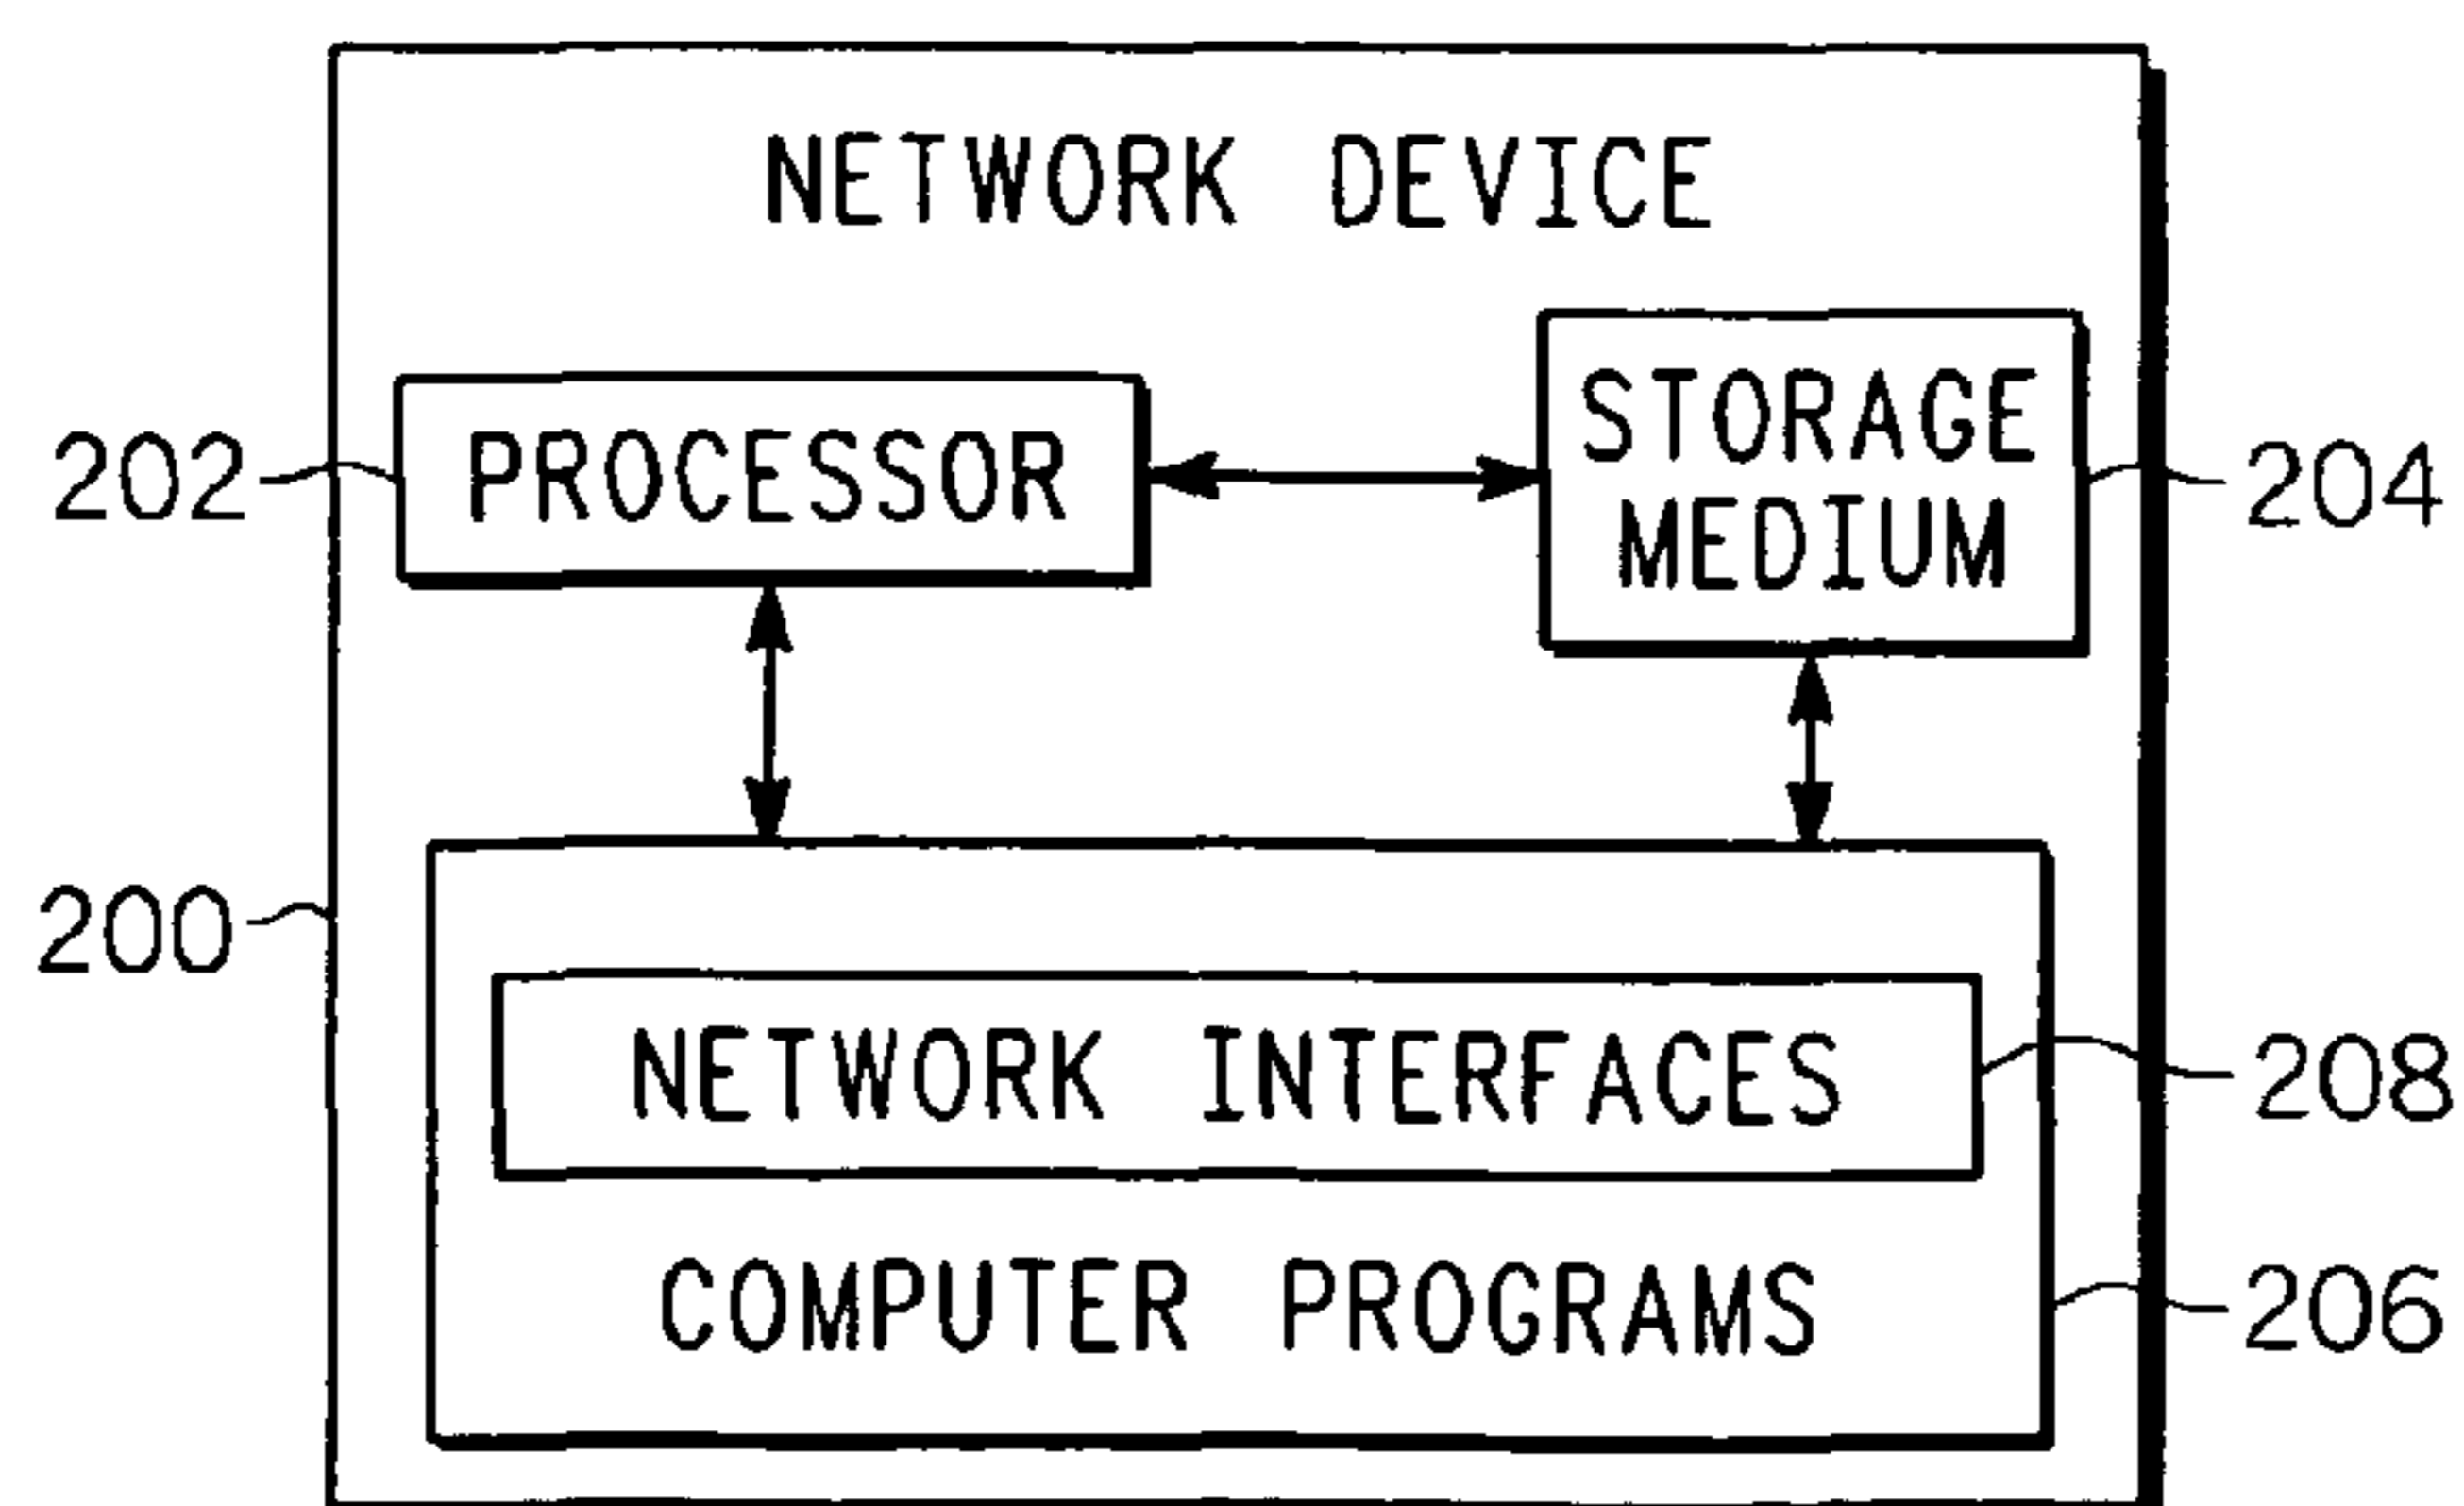 NETWORK DEVICE
STORAGE
MEDIUM
202
PROCESSOR
204
200
NETWORK INTERFACES
208
COMPUTER PROGRAMS
206